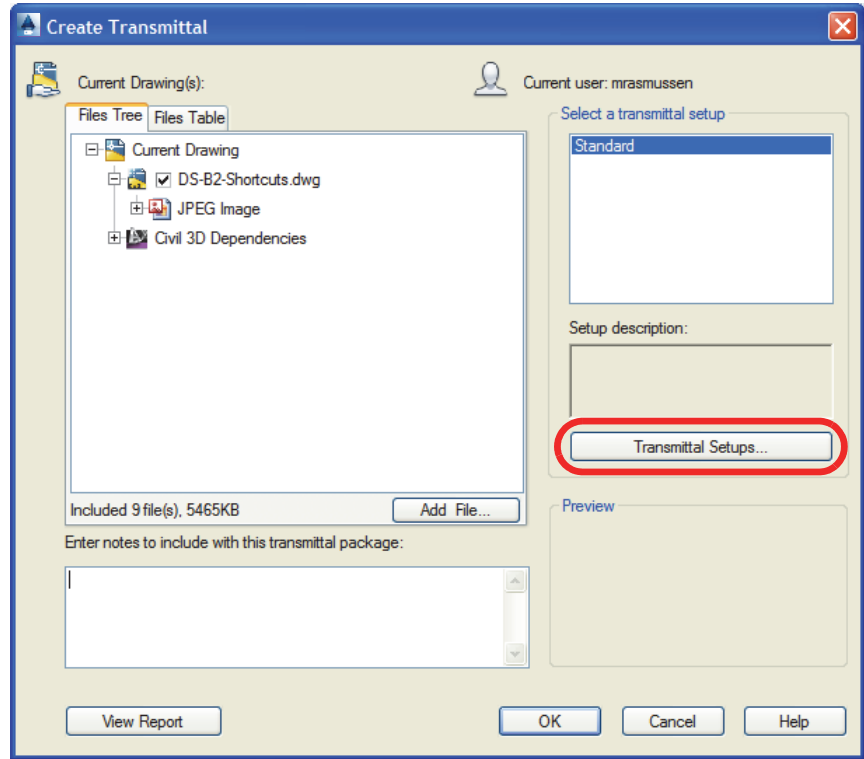 Create Transmittal
Current Drawing(s):
Current user: mrasmussen
Files Tree
Files Table
Current Drawing
DS-B2-Shortcuts.dwg
JPEG Image
Civil 3D Dependencies
Included 9 file(s), 5465KB
Add File...
Enter notes to include with this transmittal package:
Select a transmittal setup
Standard
Setup description:
Transmittal Setups...
Preview
View Report
OK
Cancel
Help